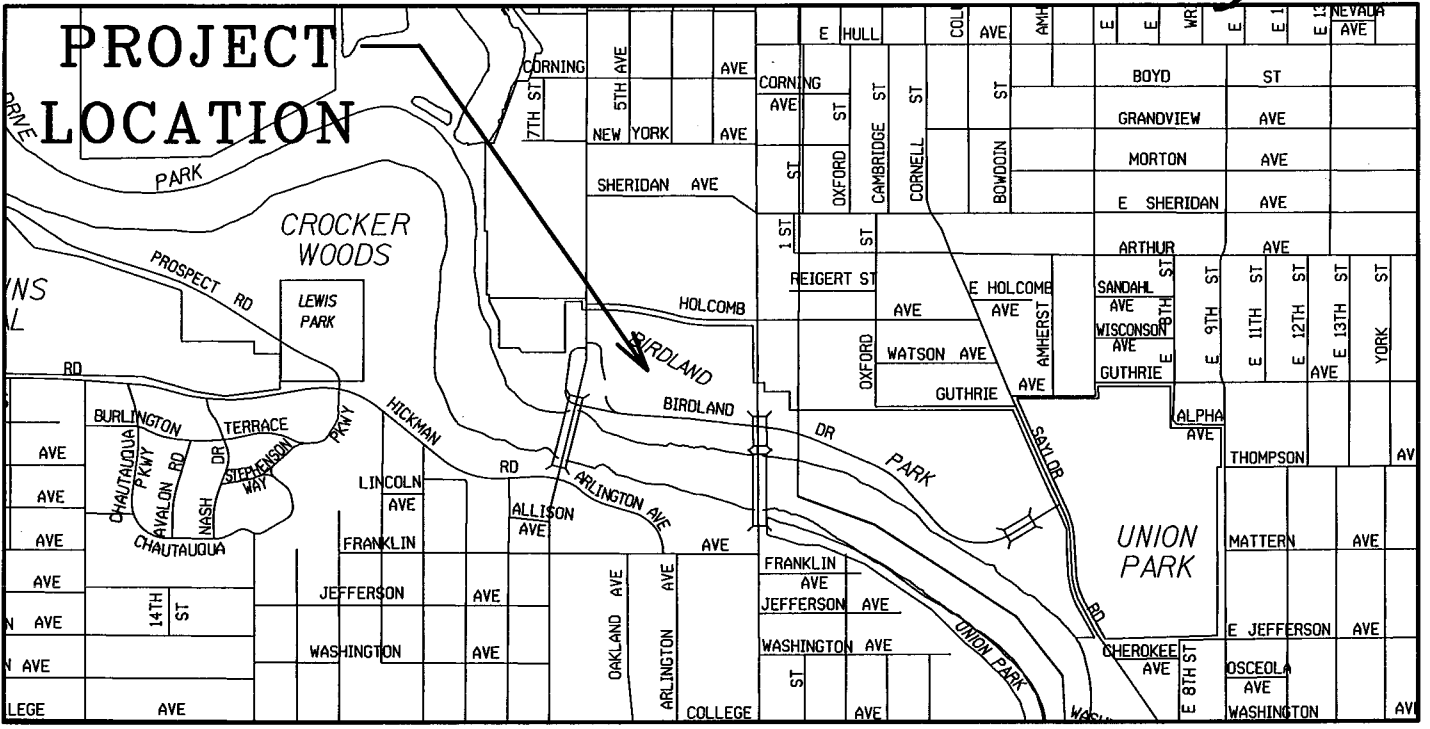 PROJECT
LOCATION
DRIVE
PARK
CROCKER
WOODS
PROSPECT RD
LEWIS
PARK
RD
BURLINGTON
TERRACE
CHAUTAUQUA
PKWY
AVALON RD
NASH DR
STEPHENSON
WAY
PKWY
CHAUTAUQUA
HICKMAN
RD
LINCOLN
AVE
ALLISON
AVE
ARLINGTON AVE
FRANKLIN
AVE
JEFFERSON
AVE
WASHINGTON
AVE
14TH
ST
AVE
AVE
AVE
AVE
AVE
AVE
AVE
OAKLAND AVE
ARLINGTON AVE
COLLEGE
AVE
CORNING
AVE
7TH ST
5TH AVE
NEW YORK
AVE
SHERIDAN AVE
HOLCOMB
AVE
BIRDLAND
BIRDLAND
DR
PARK
E HULL
AVE
CORNING
AVE
ST
OXFORD
ST
CAMBRIDGE ST
CORNELL ST
BOWDOIN ST
1 ST
ST
REIGERT ST
OXFORD
WATSON AVE
GUTHRIE
AVE
E HOLCOMB
AVE
AMHERST
NEVADA
AVE
BOYD ST
GRANDVIEW AVE
MORTON AVE
E SHERIDAN AVE
ARTHUR AVE
SANDAHL
AVE
WISCONSON
AVE
GUTHRIE
AVE
E 8TH ST
E 9TH ST
E 11TH ST
E 12TH ST
E 13TH ST
YORK ST
ALPHA
AVE
THOMPSON
SAYLOR
RD
UNION
PARK
MATTERN AVE
E JEFFERSON AVE
CHEROKEE
AVE
E 8TH ST
OSCEOLA
AVE
WASHINGTON
FRANKLIN
AVE
JEFFERSON AVE
WASHINGTON AVE
ST
UNION PARK